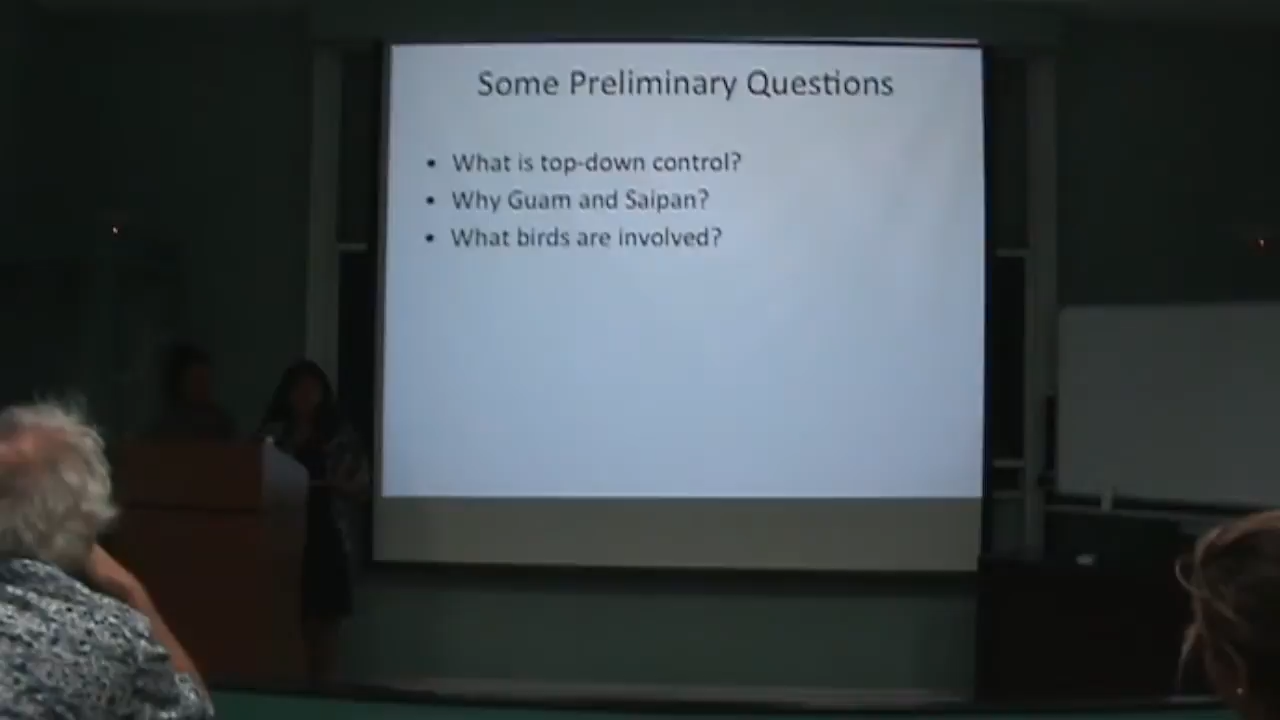 Some Preliminary Questions
• What is top-down control?
• Why Guam and Saipan?
• What birds are involved?